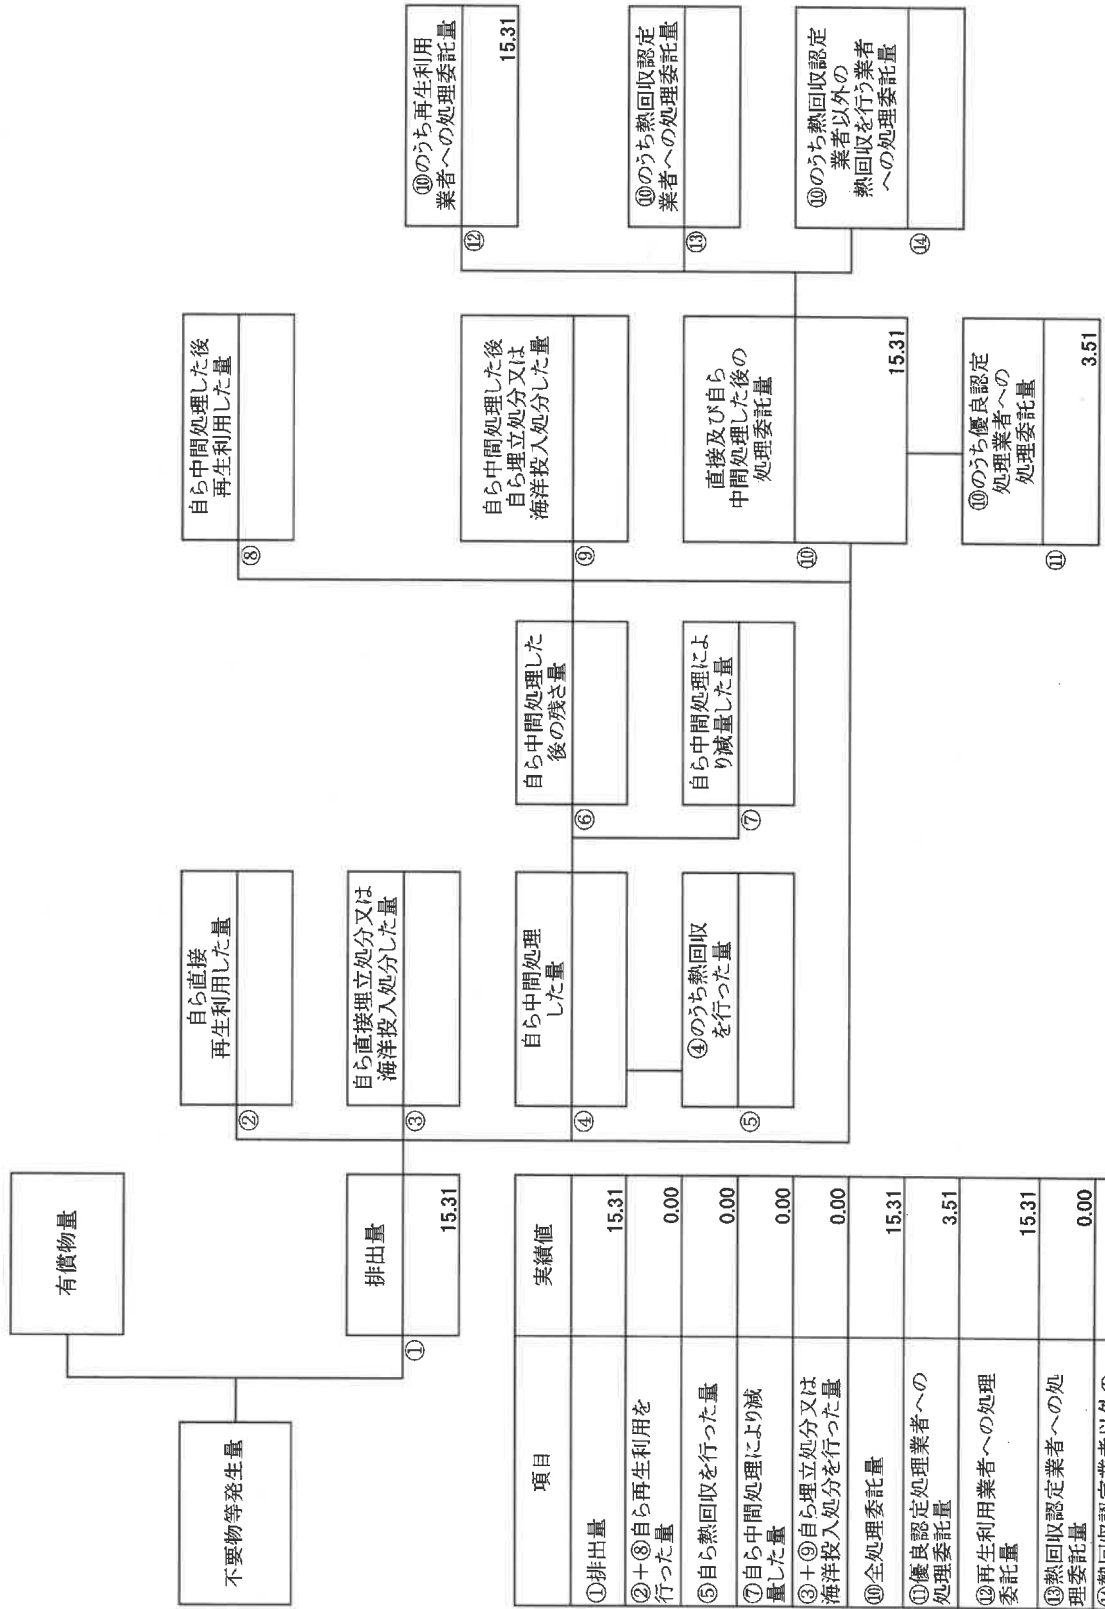 不要物等発生量
有償物量
排出量
①
15.31
自ら直接
再生利用した量
②
自ら直接埋立処分又は
海洋投入処分した量
③
自ら中間処理
した量
④
④のうち熱回収
を行った量
⑤
自ら中間処理した
後の残さ量
⑥
自ら中間処理によ
り減量した量
⑦
自ら中間処理した後
再生利用した量
⑧
自ら中間処理した後
自ら埋立処分又は
海洋投入処分した量
⑨
直接及び自ら
中間処理した後の
処理委託量
⑩
15.31
⑩のうち優良認定
処理業者への
処理委託量
⑪
3.51
⑩のうち再生利用
業者への処理委託量
⑫
15.31
⑩のうち熱回収認定
業者への処理委託量
⑬
⑩のうち熱回収認定
業者以外の
熱回収を行う業者
への処理委託量
⑭
項目
実績値
①排出量
15.31
②+⑧自ら再生利用を
行った量
0.00
⑤自ら熱回収を行った量
0.00
⑦自ら中間処理により減
量した量
0.00
③+⑨自ら埋立処分又は
海洋投入処分を行った量
0.00
⑩全処理委託量
15.31
⑪優良認定処理業者への
処理委託量
3.51
⑫再生利用業者への処理
委託量
15.31
⑬熱回収認定業者への処
理委託量
0.00
⑭熱回収認定業者以外の